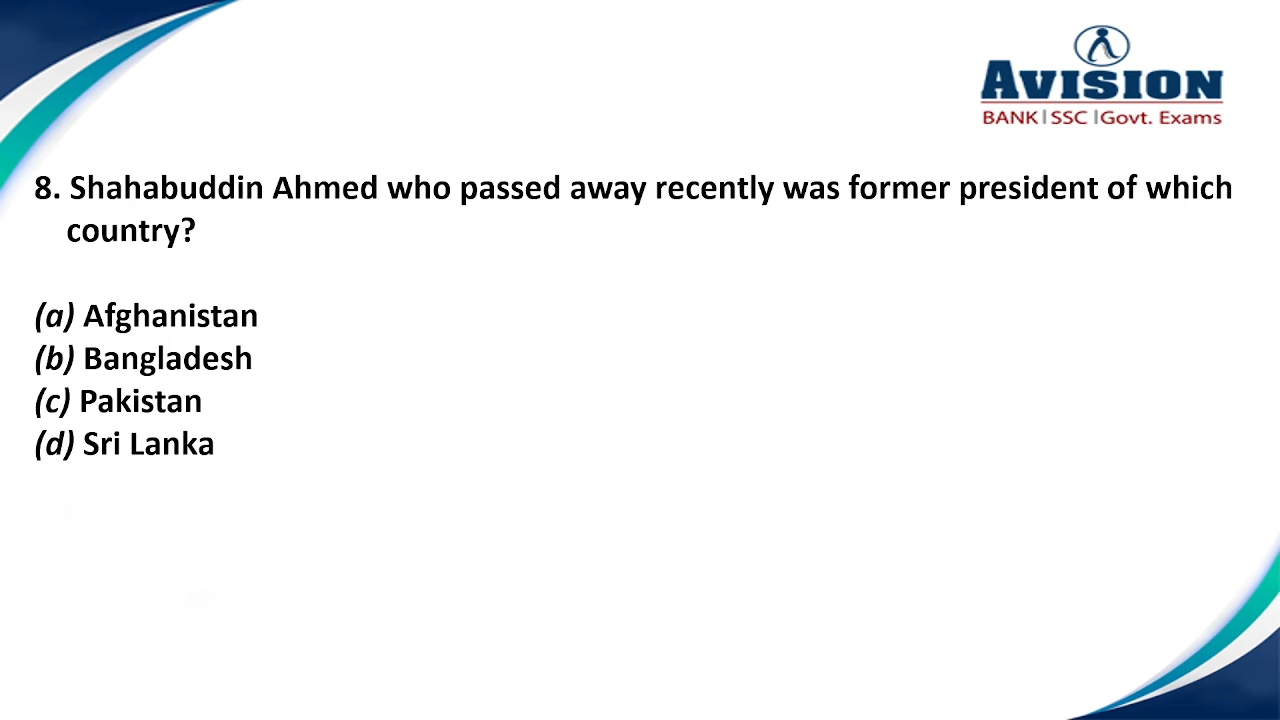 AVISION
BANK | SSC | Govt. Exams
8. Shahabuddin Ahmed who passed away recently was former president of which
country?
(a) Afghanistan
(b) Bangladesh
(c) Pakistan
(d) Sri Lanka